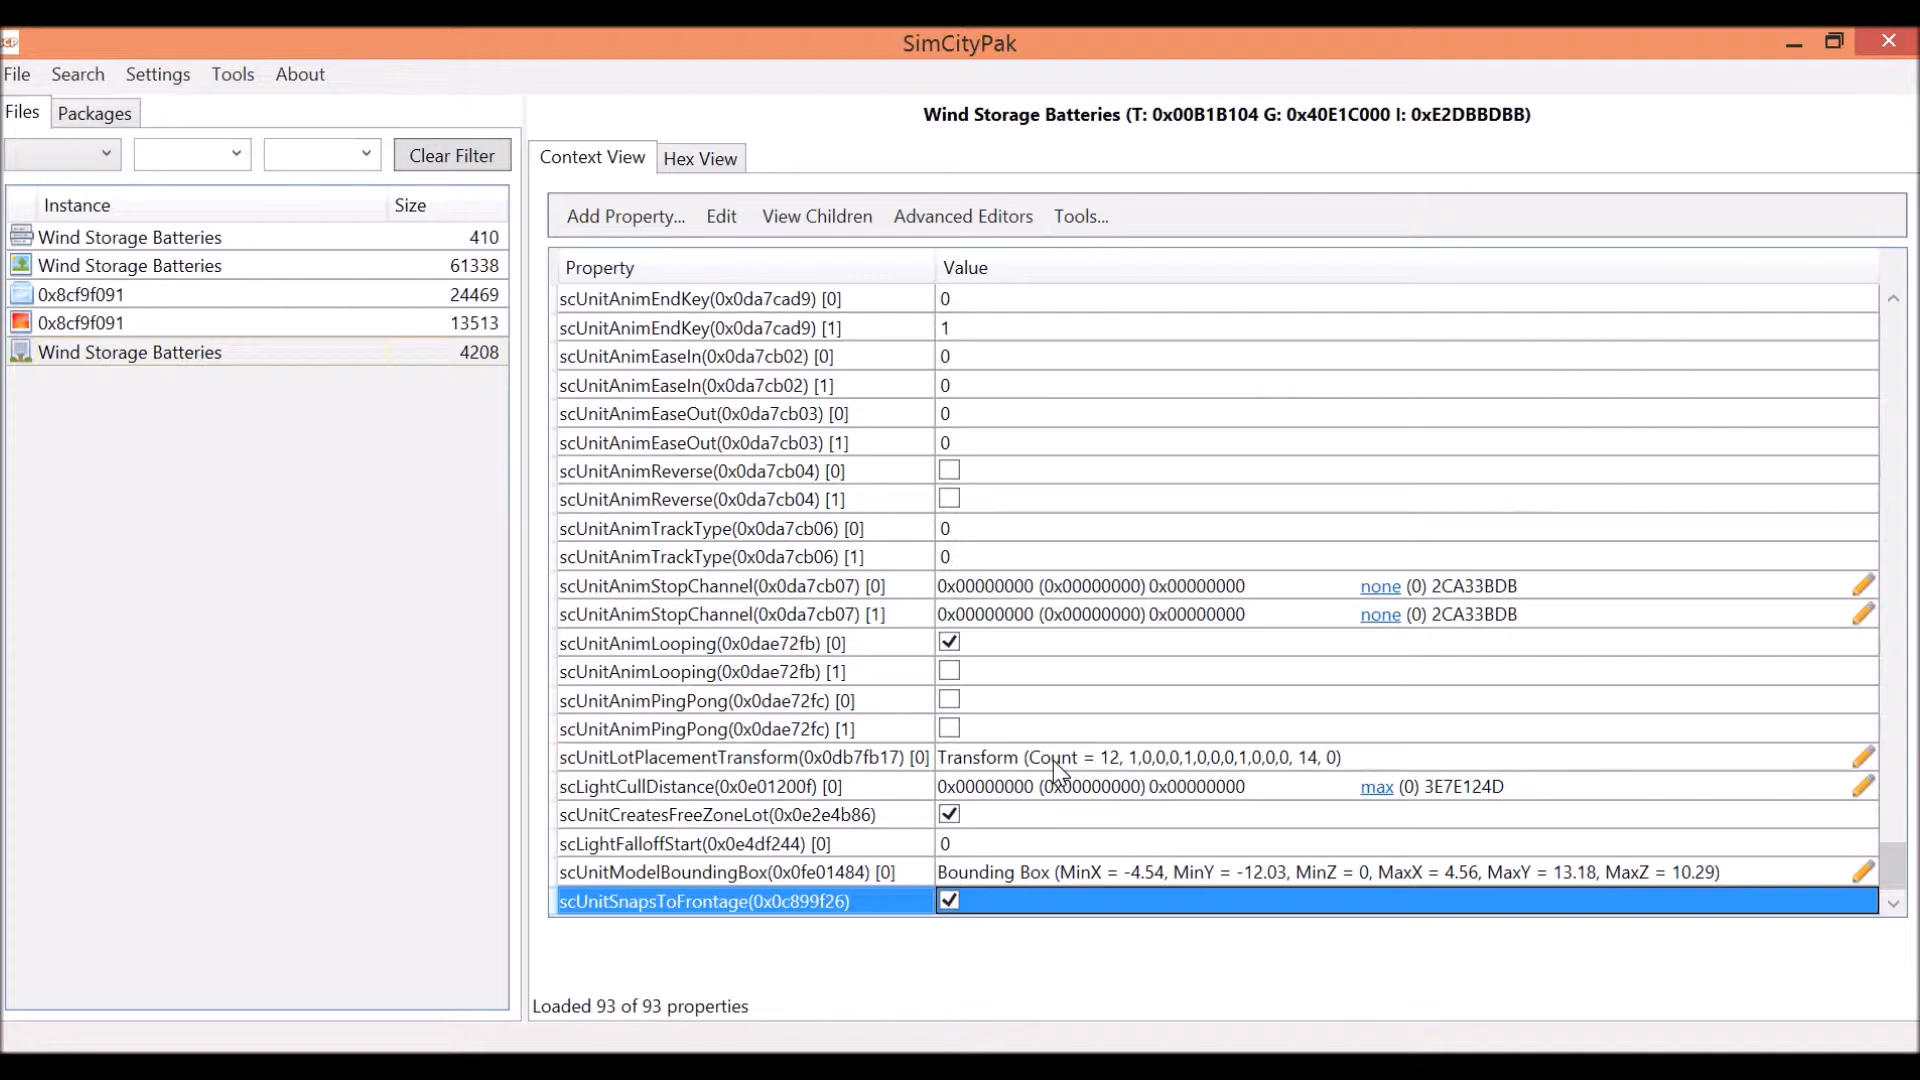 SimCityPak
File Search Settings Tools About
Files Packages
Clear Filter
Instance Size
Wind Storage Batteries 410
Wind Storage Batteries 61338
0x8cf9f091 24469
0x8cf9f091 13513
Wind Storage Batteries 4208
Wind Storage Batteries (T: 0x00B1B104 G: 0x40E1C000 I: 0xE2DBBDBB)
Context View Hex View
Add Property... Edit View Children Advanced Editors Tools...
Property Value
scUnitAnimEndKey(0x0da7cad9) [0] 0
scUnitAnimEndKey(0x0da7cad9) [1] 1
scUnitAnimEaseIn(0x0da7cb02) [0] 0
scUnitAnimEaseIn(0x0da7cb02) [1] 0
scUnitAnimEaseOut(0x0da7cb03) [0] 0
scUnitAnimEaseOut(0x0da7cb03) [1] 0
scUnitAnimReverse(0x0da7cb04) [0]
scUnitAnimReverse(0x0da7cb04) [1]
scUnitAnimTrackType(0x0da7cb06) [0] 0
scUnitAnimTrackType(0x0da7cb06) [1] 0
scUnitAnimStopChannel(0x0da7cb07) [0] 0x00000000 (0x00000000) 0x00000000 none (0) 2CA33BDB
scUnitAnimStopChannel(0x0da7cb07) [1] 0x00000000 (0x00000000) 0x00000000 none (0) 2CA33BDB
scUnitAnimLooping(0x0dae72fb) [0]
scUnitAnimLooping(0x0dae72fb) [1]
scUnitAnimPingPong(0x0dae72fc) [0]
scUnitAnimPingPong(0x0dae72fc) [1]
scUnitLotPlacementTransform(0x0db7fb17) [0] Transform (Count = 12, 1,0,0,0,1,0,0,0,1,0,0,0, 14, 0)
scLightCullDistance(0x0e01200f) [0] 0x00000000 (0x00000000) 0x00000000 max (0) 3E7E124D
scUnitCreatesFreeZoneLot(0x0e2e4b86)
scLightFalloffStart(0x0e4df244) [0] 0
scUnitModelBoundingBox(0x0fe01484) [0] Bounding Box (MinX = -4.54, MinY = -12.03, MinZ = 0, MaxX = 4.56, MaxY = 13.18, MaxZ = 10.29)
scUnitSnapsToFrontage(0x0c899f26)
Loaded 93 of 93 properties